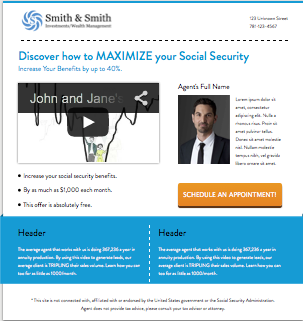 Smith & Smith
Investments/Wealth Management
123 Linmore Street
781-123-4567
Discover how to MAXIMIZE your Social Security
Increase Your Benefits by up to 40%.
John and Jane's
Agent's Full Name
Lorem ipsum dolor sit
amet, consectetur
adipiscing elit. Nulla a
rhoncus risus. Proin sit
amet pulvinar tellus.
Donec sit amet molestie
nisl. Nullam molestie
tempus nibh, vel gravida
libero ornare sit amet.
Increase your social security benefits.
By as much as $1,000 each month.
This offer is absolutely free.
SCHEDULE AN APPOINTMENT!
Header
The average agent that works with us is doing 367,236 a year in
annuity production. By using this video to generate leads, our
average client is TRIPLING their sales volume. Learn how you can
too for as little as 1000/month.
Header
The average agent that works with us is doing 367,236 a year in
annuity production. By using this video to generate leads, our
average client is TRIPLING their sales volume. Learn how you can
too for as little as 1000/month.
*This site is not connected with, affiliated with or endorsed by the United States government or the Social Security Administration.
Agent does not provide tax advice, please consult your tax advisor or attorney.